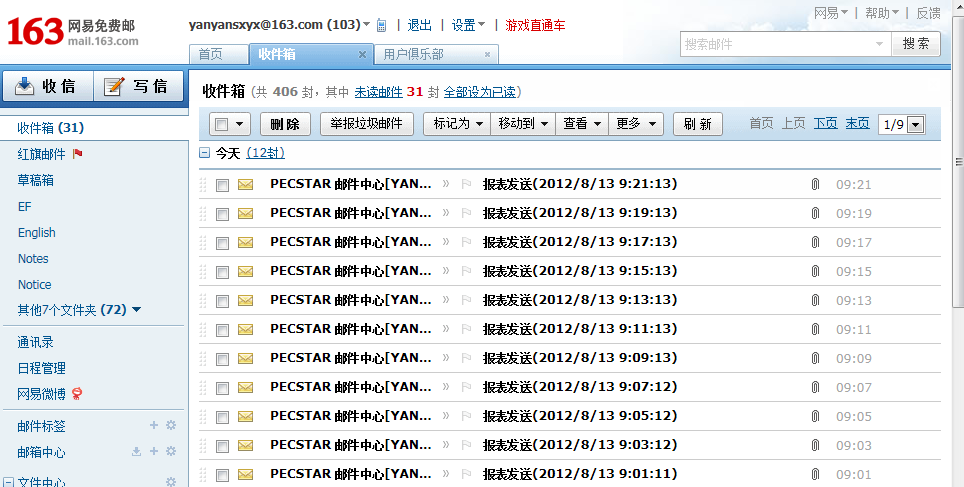 163 网易免费邮
mail.163.com
yanyansxyx@163.com (103) | 退出 | 设置 | 游戏直通车
网易 | 帮助 | 反馈
搜索邮件 搜 索
首页 收件箱 × 用户俱乐部 ×
收 信 写 信
收件箱 (31)
红旗邮件
草稿箱
EF
English
Notes
Notice
其他7个文件夹 (72)
通讯录
日程管理
网易微博
邮件标签
邮箱中心
文件中心
收件箱 (共 406 封，其中 未读邮件 31 封 全部设为已读)
删 除 举报垃圾邮件 标记为 移动到 查看 更多 刷 新 首页 上页 下页 末页 1/9
今天 (12封)
PECSTAR 邮件中心[YAN... » 报表发送(2012/8/13 9:21:13) 09:21
PECSTAR 邮件中心[YAN... » 报表发送(2012/8/13 9:19:13) 09:19
PECSTAR 邮件中心[YAN... » 报表发送(2012/8/13 9:17:13) 09:17
PECSTAR 邮件中心[YAN... » 报表发送(2012/8/13 9:15:13) 09:15
PECSTAR 邮件中心[YAN... » 报表发送(2012/8/13 9:13:13) 09:13
PECSTAR 邮件中心[YAN... » 报表发送(2012/8/13 9:11:13) 09:11
PECSTAR 邮件中心[YAN... » 报表发送(2012/8/13 9:09:13) 09:09
PECSTAR 邮件中心[YAN... » 报表发送(2012/8/13 9:07:12) 09:07
PECSTAR 邮件中心[YAN... » 报表发送(2012/8/13 9:05:12) 09:05
PECSTAR 邮件中心[YAN... » 报表发送(2012/8/13 9:03:12) 09:03
PECSTAR 邮件中心[YAN... » 报表发送(2012/8/13 9:01:11) 09:01